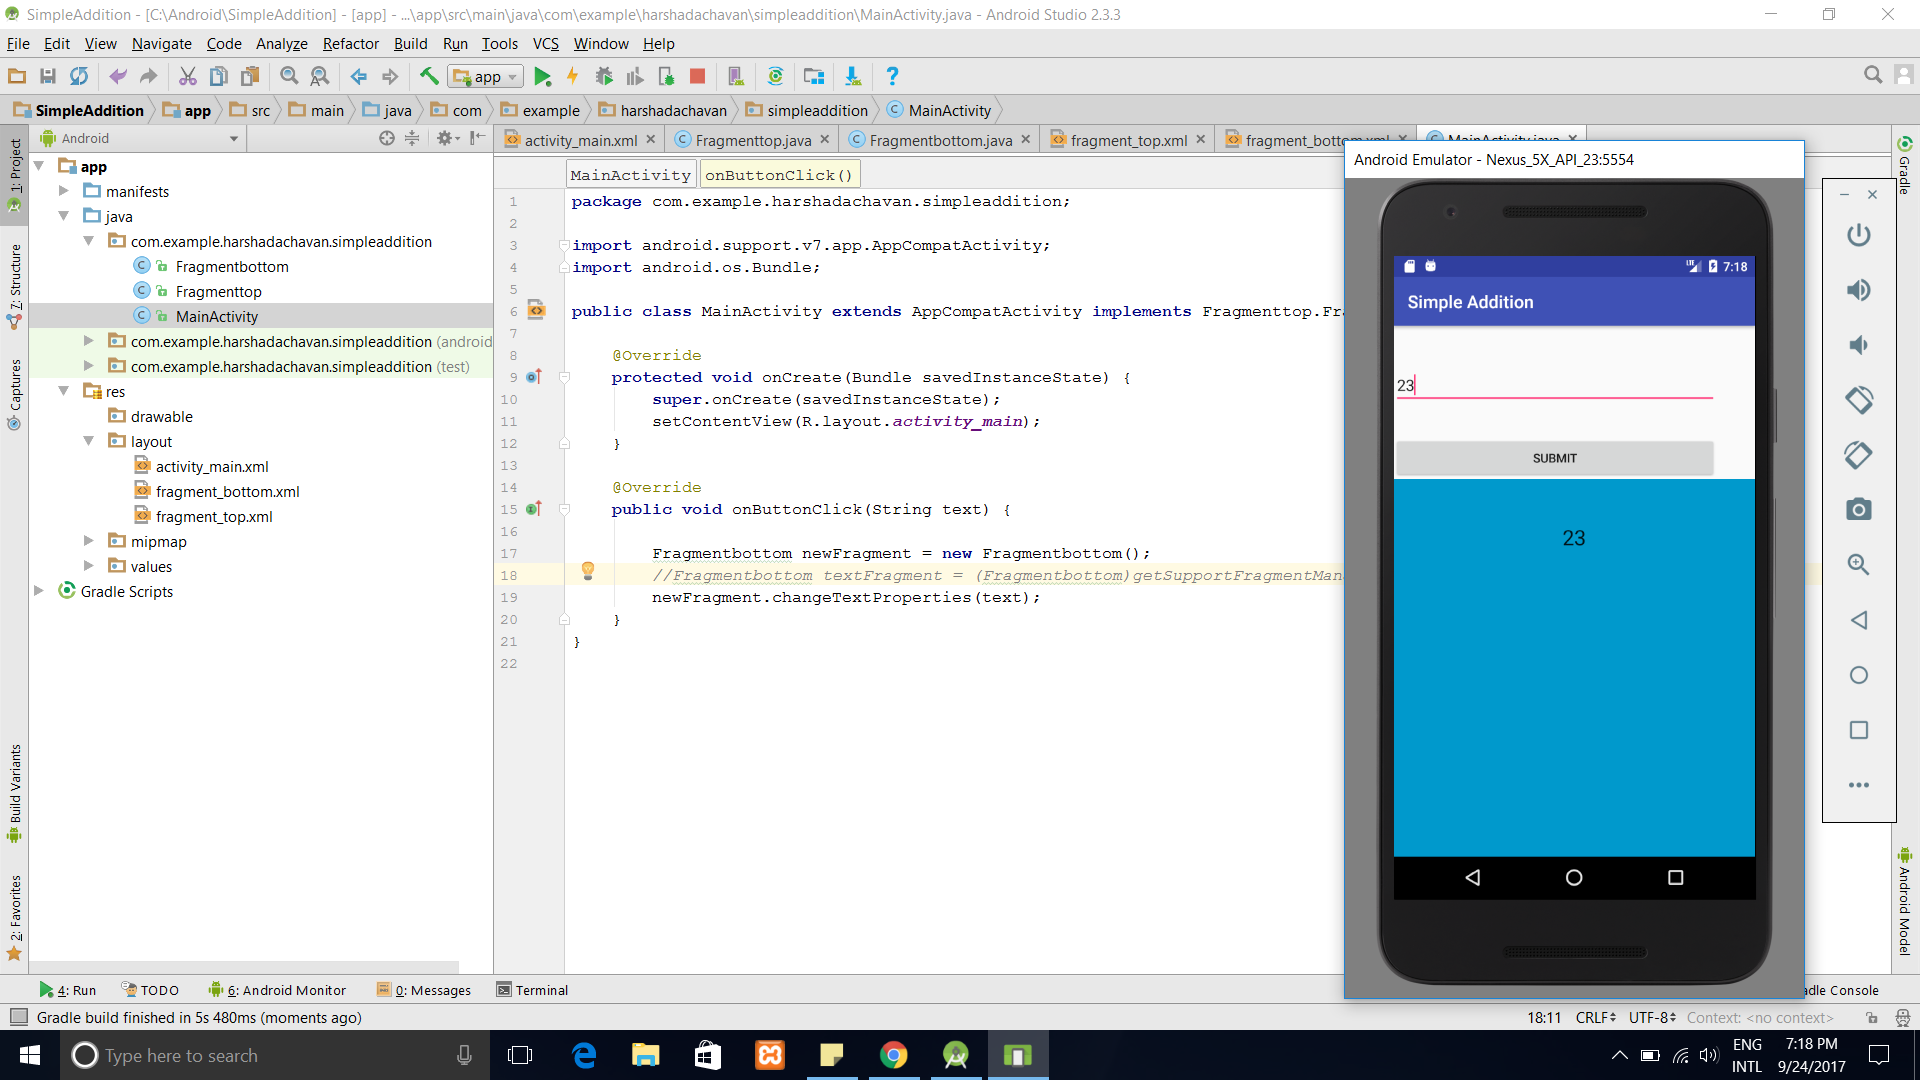 SimpleAddition - [C:\Android\SimpleAddition] - [app] - ...\app\src\main\java\com\example\harshadachavan\simpleaddition\MainActivity.java - Android Studio 2.3.3
File Edit View Navigate Code Analyze Refactor Build Run Tools VCS Window Help
app
SimpleAddition app src main java com example harshadachavan simpleaddition MainActivity
Android
activity_main.xml Fragmenttop.java Fragmentbottom.java fragment_top.xml fragment_bottom.xml MainActivity.java
1: Project
7: Structure
Captures
Build Variants
2: Favorites
app
manifests
java
com.example.harshadachavan.simpleaddition
Fragmentbottom
Fragmenttop
MainActivity
com.example.harshadachavan.simpleaddition (android
com.example.harshadachavan.simpleaddition (test)
res
drawable
layout
activity_main.xml
fragment_bottom.xml
fragment_top.xml
mipmap
values
Gradle Scripts
MainActivity onButtonClick()
1 package com.example.harshadachavan.simpleaddition;
2
3 import android.support.v7.app.AppCompatActivity;
4 import android.os.Bundle;
5
6 public class MainActivity extends AppCompatActivity implements Fragmenttop.Fra
7
8 @Override
9 protected void onCreate(Bundle savedInstanceState) {
10 super.onCreate(savedInstanceState);
11 setContentView(R.layout.activity_main);
12 }
13
14 @Override
15 public void onButtonClick(String text) {
16
17 Fragmentbottom newFragment = new Fragmentbottom();
18 //Fragmentbottom textFragment = (Fragmentbottom)getSupportFragmentMan
19 newFragment.changeTextProperties(text);
20 }
21 }
22
Android Emulator - Nexus_5X_API_23:5554
LTE 7:18
Simple Addition
23
SUBMIT
23
Gradle
Android Model
4: Run TODO 6: Android Monitor 0: Messages Terminal adle Console
Gradle build finished in 5s 480ms (moments ago) 18:11 CRLF UTF-8 Context: <no context>
Type here to search
ENG
INTL
7:18 PM
9/24/2017